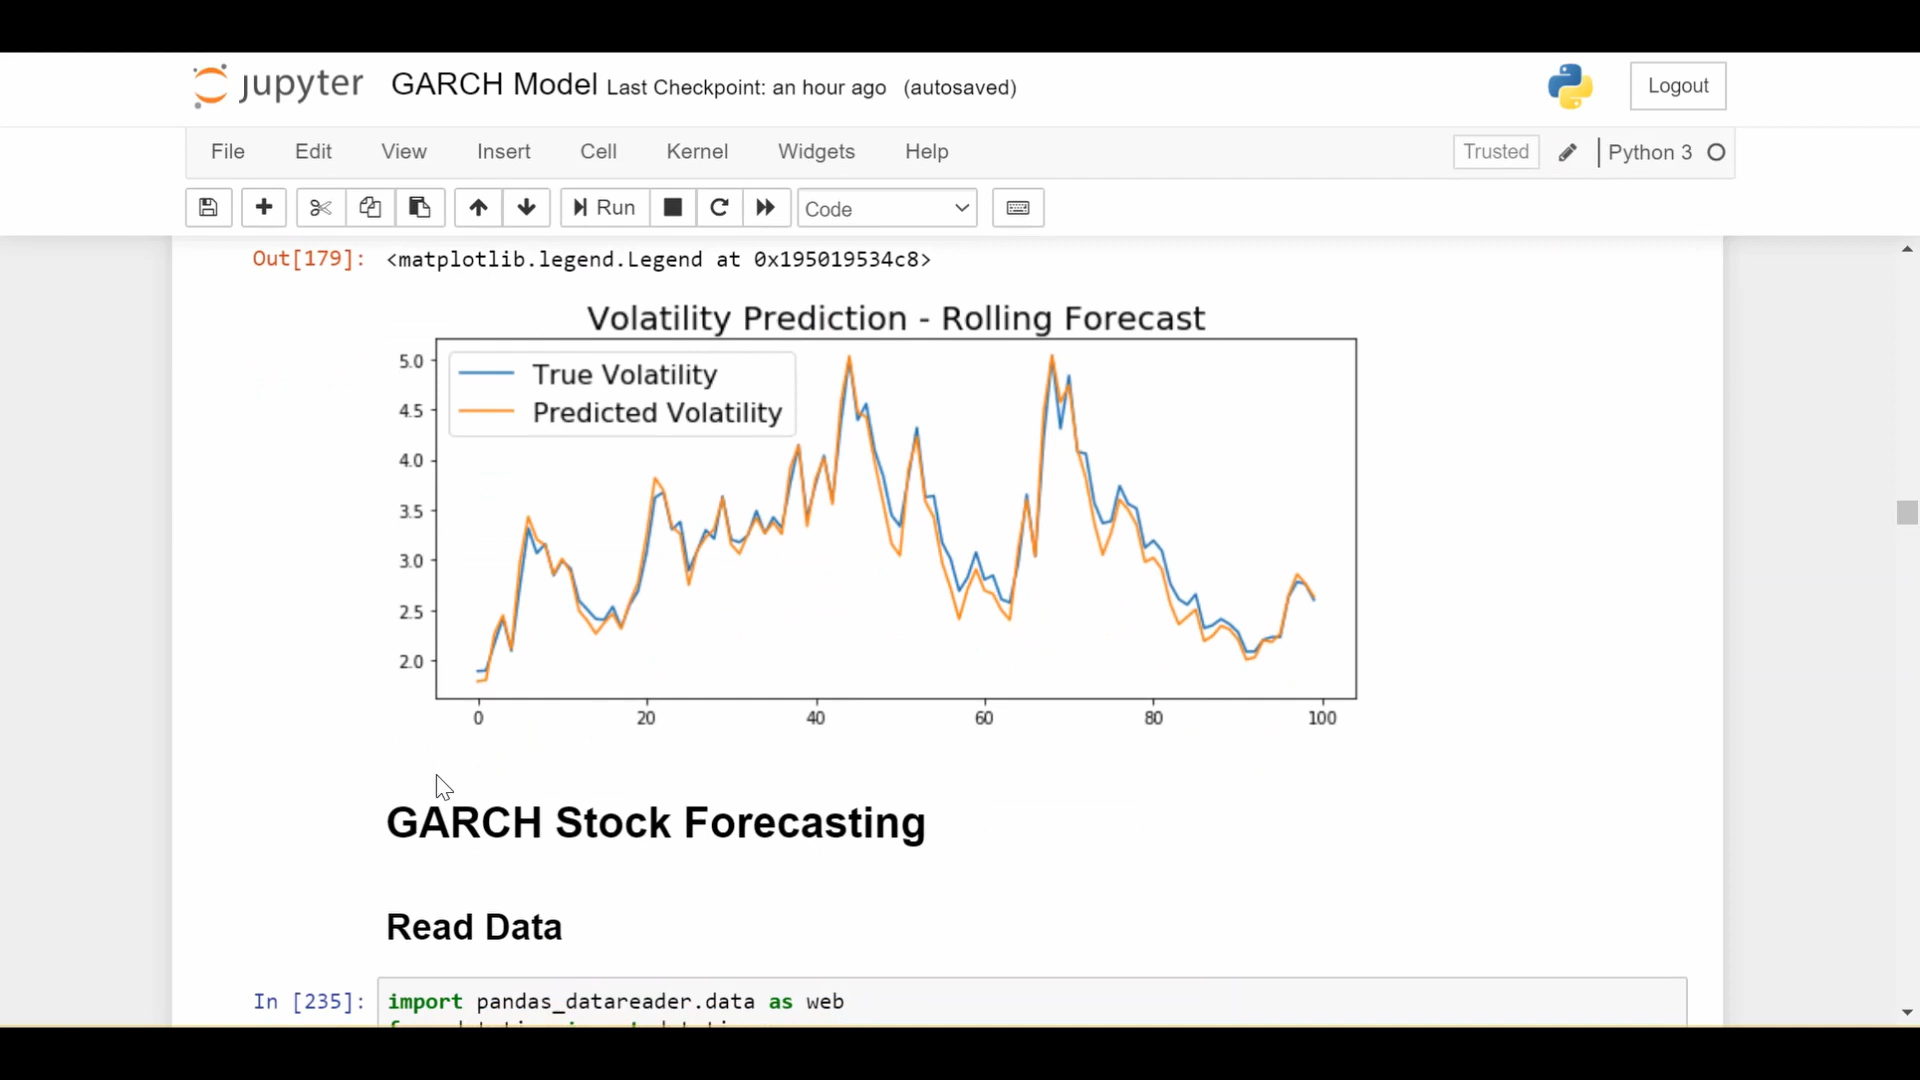 jupyter GARCH Model Last Checkpoint: an hour ago (autosaved) Logout
File Edit View Insert Cell Kernel Widgets Help Trusted Python 3
Run Code
Out[179]: <matplotlib.legend.Legend at 0x195019534c8>
Volatility Prediction - Rolling Forecast
True Volatility
Predicted Volatility
5.0
4.5
4.0
3.5
3.0
2.5
2.0
0 20 40 60 80 100
GARCH Stock Forecasting
Read Data
In [235]: import pandas_datareader.data as web